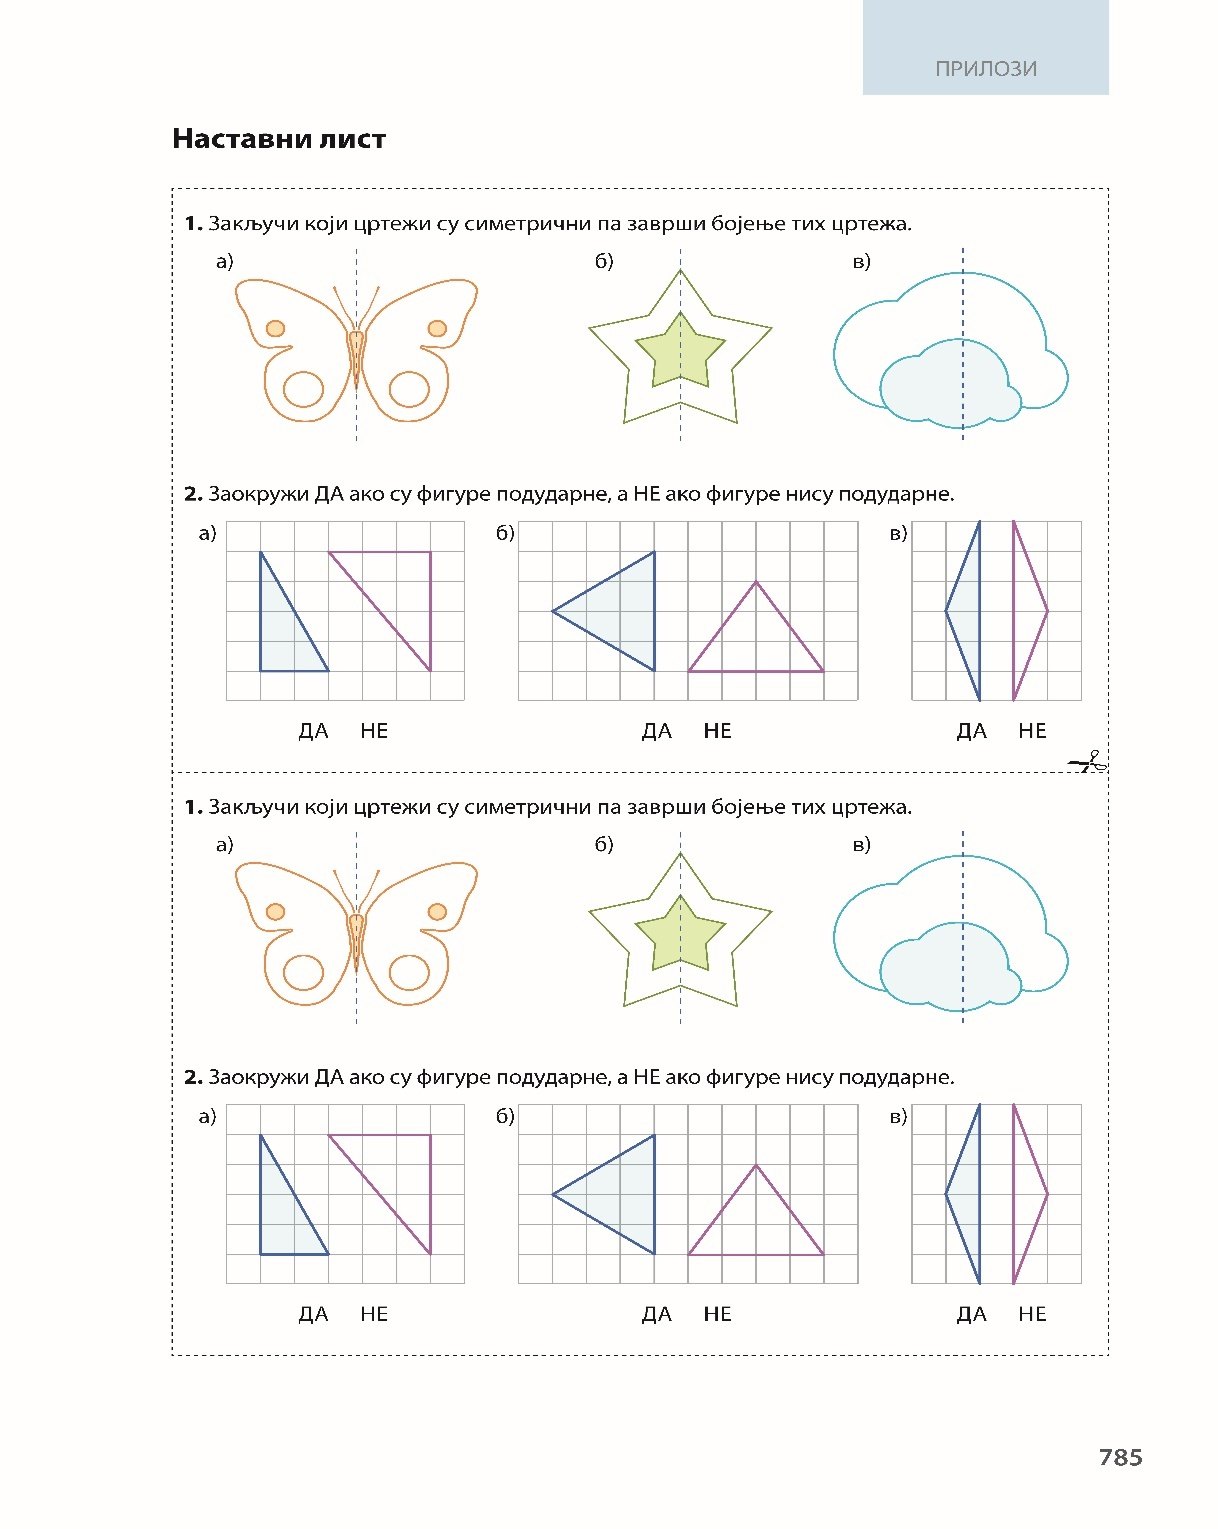 ПРИЛОЗИ
Наставни лист
1. Закључи који цртежи су симетрични па заврши бојење тих цртежа.
а) б) в)
2. Заокружи ДА ако су фигуре подударне, а НЕ ако фигуре нису подударне.
а) б) в)
ДА НЕ ДА НЕ ДА НЕ
1. Закључи који цртежи су симетрични па заврши бојење тих цртежа.
а) б) в)
2. Заокружи ДА ако су фигуре подударне, а НЕ ако фигуре нису подударне.
а) б) в)
ДА НЕ ДА НЕ ДА НЕ
785